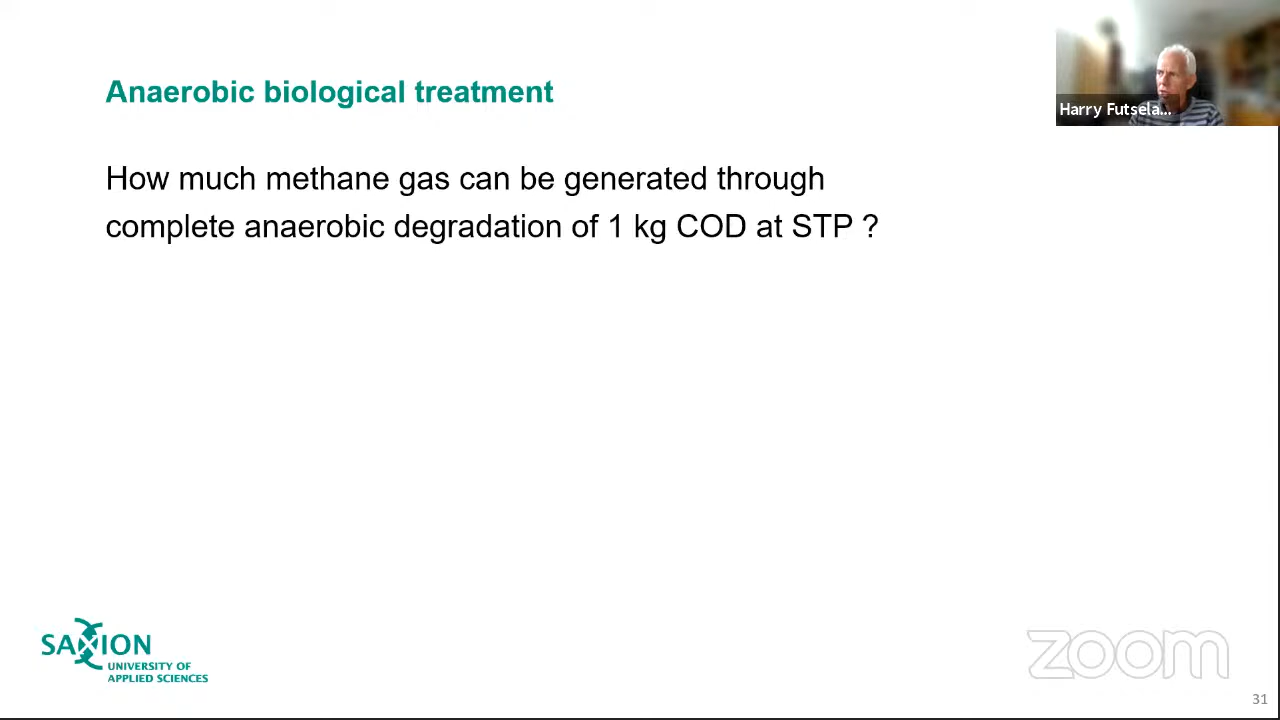 Anaerobic biological treatment
Harry Futsela...
How much methane gas can be generated through
complete anaerobic degradation of 1 kg COD at STP ?
SAXION
UNIVERSITY OF
APPLIED SCIENCES
zoom
31